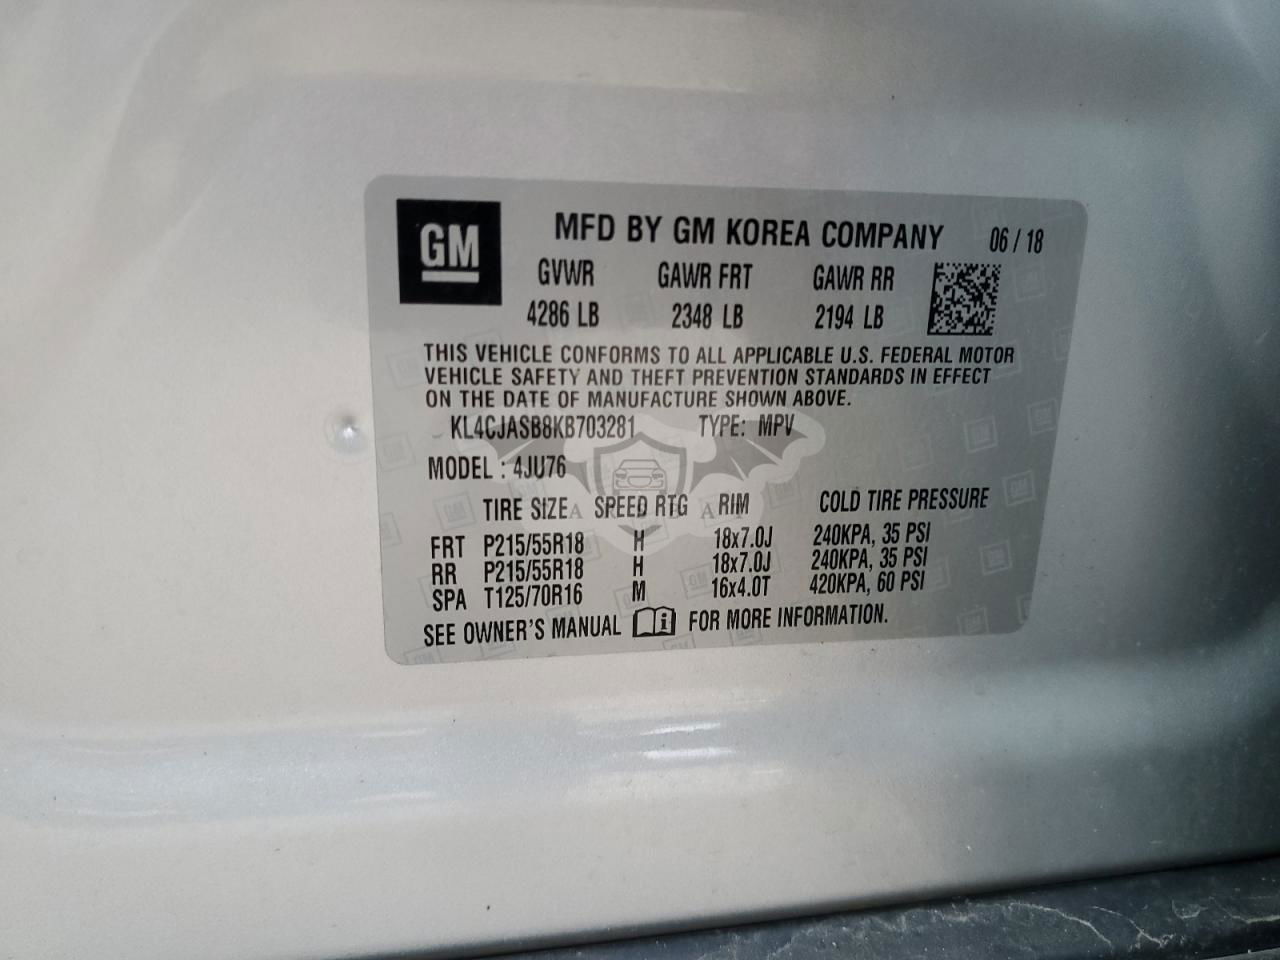 GM
MFD BY GM KOREA COMPANY 06 / 18
GVWR GAWR FRT GAWR RR
4286 LB 2348 LB 2194 LB
THIS VEHICLE CONFORMS TO ALL APPLICABLE U.S. FEDERAL MOTOR
VEHICLE SAFETY AND THEFT PREVENTION STANDARDS IN EFFECT
ON THE DATE OF MANUFACTURE SHOWN ABOVE.
KL4CJASB8KB703281 TYPE: MPV
MODEL : 4JU76
TIRE SIZE SPEED RTG RIM COLD TIRE PRESSURE
FRT P215/55R18 H 18x7.0J 240KPA, 35 PSI
RR P215/55R18 H 18x7.0J 240KPA, 35 PSI
SPA T125/70R16 M 16x4.0T 420KPA, 60 PSI
SEE OWNER'S MANUAL FOR MORE INFORMATION.